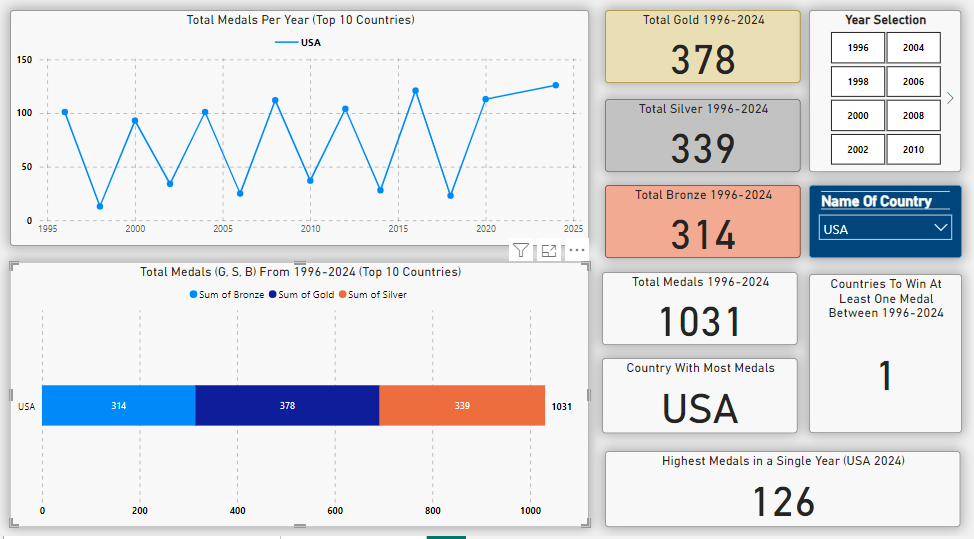 Total Medals Per Year (Top 10 Countries)
USA
150
100
50
0
1995
2000
2005
2010
2015
2020
2025
Total Medals (G, S, B) From 1996-2024 (Top 10 Countries)
Sum of Bronze Sum of Gold Sum of Silver
USA
314
378
339
1031
0
200
400
600
800
1000
Total Gold 1996-2024
378
Total Silver 1996-2024
339
Total Bronze 1996-2024
314
Total Medals 1996-2024
1031
Country With Most Medals
USA
Year Selection
1996 2004
1998 2006
2000 2008
2002 2010
Name Of Country
USA
Countries To Win At
Least One Medal
Between 1996-2024
1
Highest Medals in a Single Year (USA 2024)
126